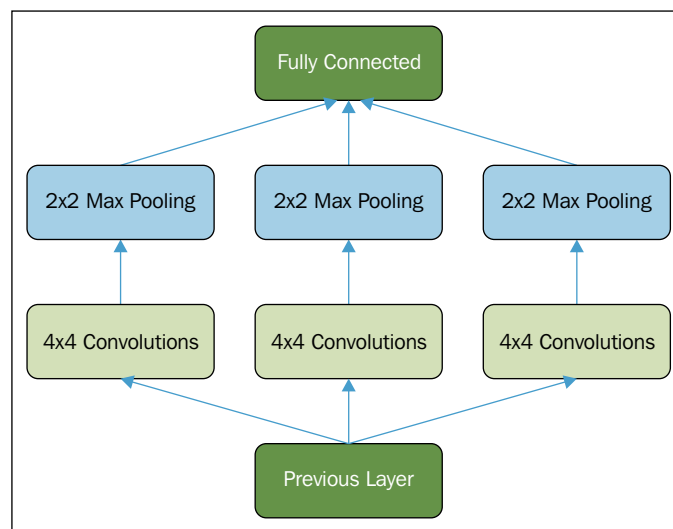 Fully Connected
2x2 Max Pooling
2x2 Max Pooling
2x2 Max Pooling
4x4 Convolutions
4x4 Convolutions
4x4 Convolutions
Previous Layer